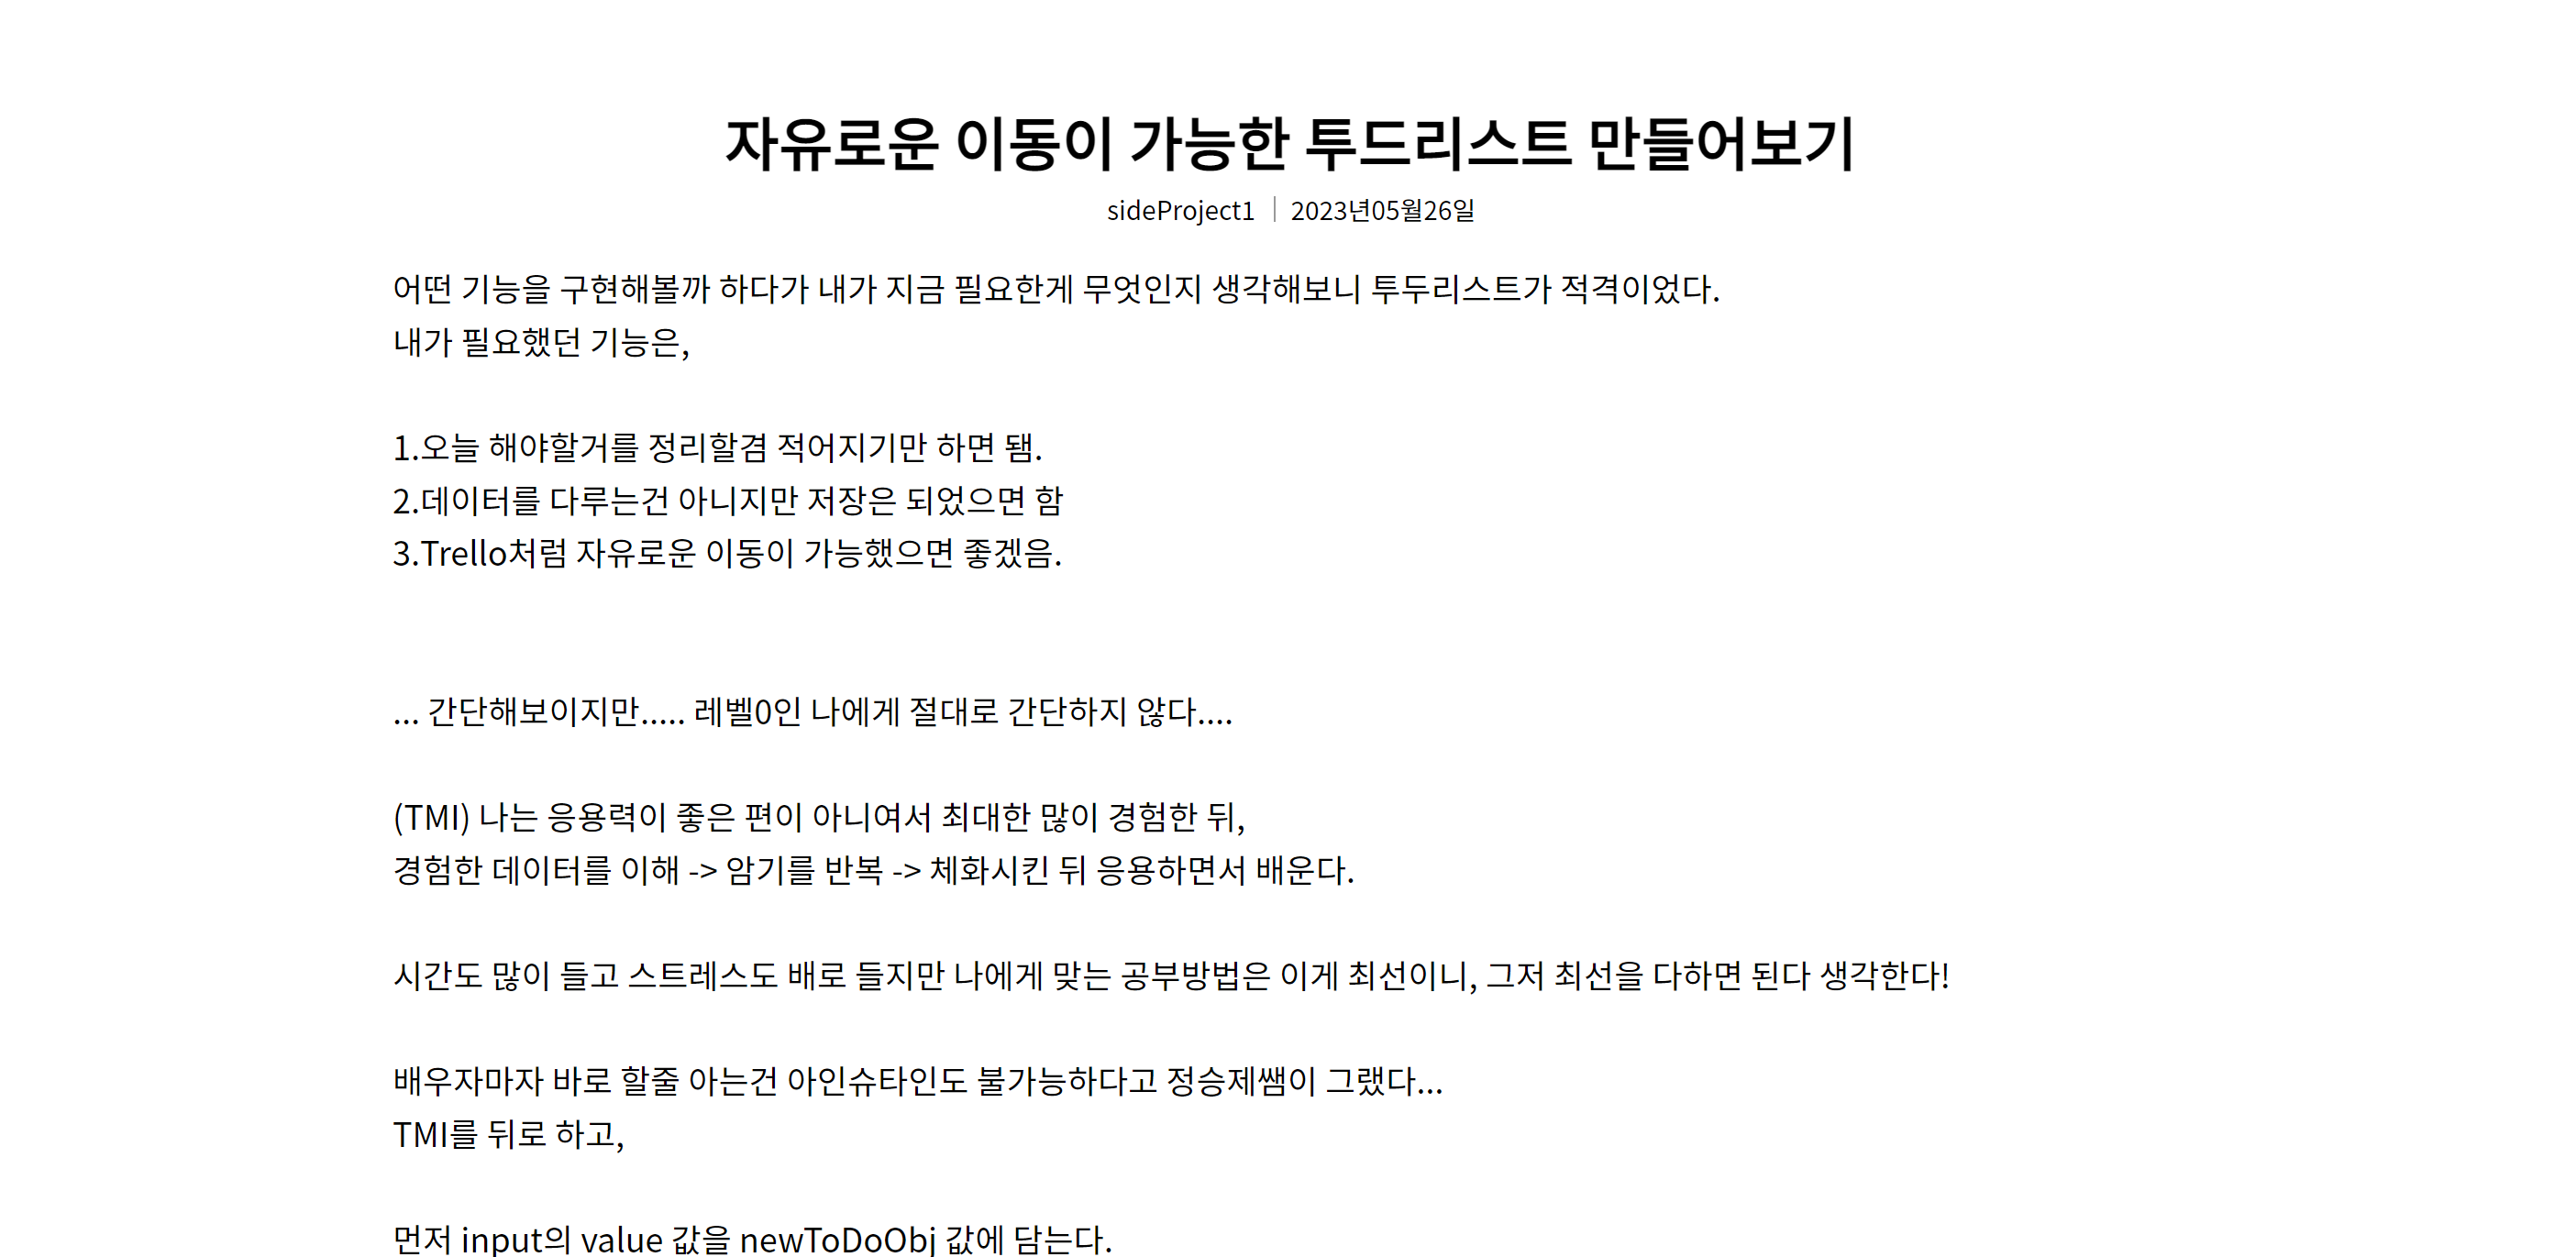 자유로운 이동이 가능한 투드리스트 만들어보기
sideProject1 | 2023년05월26일
어떤 기능을 구현해볼까 하다가 내가 지금 필요한게 무엇인지 생각해보니 투두리스트가 적격이었다.
내가 필요했던 기능은,
1.오늘 해야할거를 정리할겸 적어지기만 하면 됌.
2.데이터를 다루는건 아니지만 저장은 되었으면 함
3.Trello처럼 자유로운 이동이 가능했으면 좋겠음.
... 간단해보이지만..... 레벨0인 나에게 절대로 간단하지 않다....
(TMI) 나는 응용력이 좋은 편이 아니여서 최대한 많이 경험한 뒤,
경험한 데이터를 이해 -> 암기를 반복 -> 체화시킨 뒤 응용하면서 배운다.
시간도 많이 들고 스트레스도 배로 들지만 나에게 맞는 공부방법은 이게 최선이니, 그저 최선을 다하면 된다 생각한다!
배우자마자 바로 할줄 아는건 아인슈타인도 불가능하다고 정승제쌤이 그랬다...
TMI를 뒤로 하고,
먼저 input의 value 값을 newToDoObj 값에 담는다.